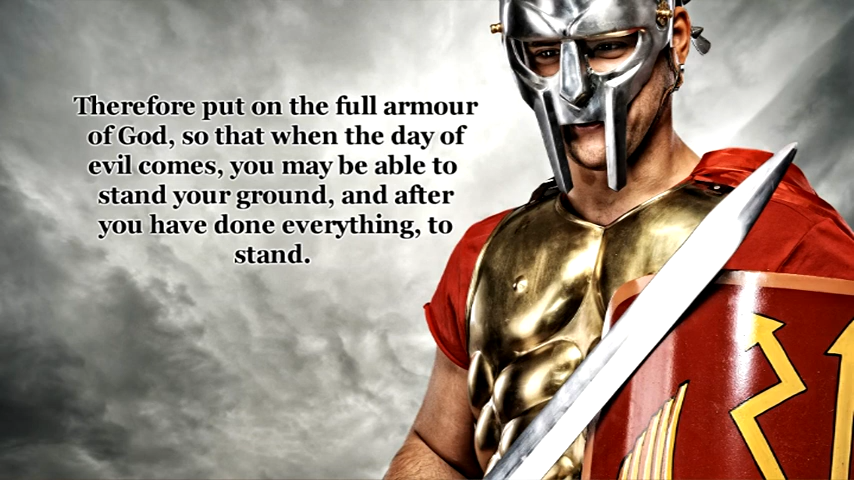 Therefore put on the full armour
of God, so that when the day of
evil comes, you may be able to
stand your ground, and after
you have done everything, to
stand.